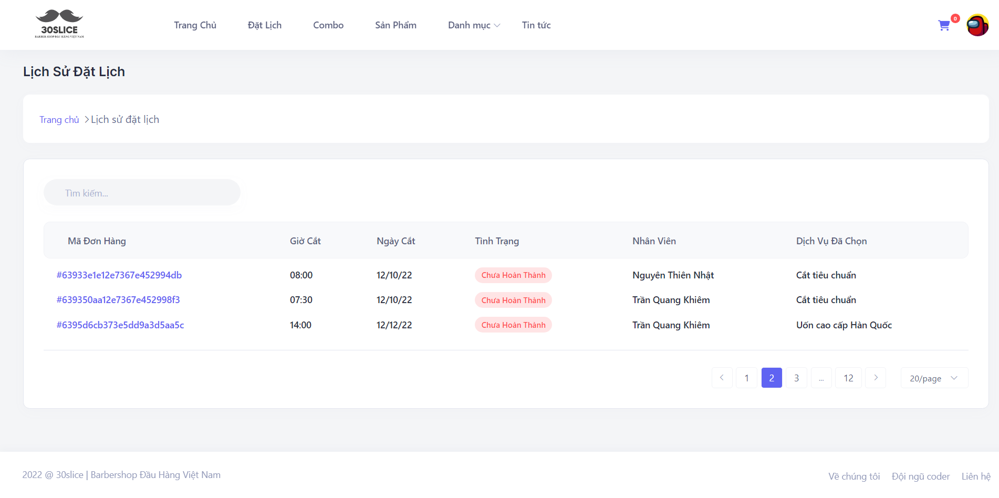 30SLICE
BARBER SHOP ĐẦU HÀNG VIỆT NAM
Trang Chủ Đặt Lịch Combo Sản Phẩm Danh mục Tin tức
0
Lịch Sử Đặt Lịch
Trang chủ Lịch sử đặt lịch
Tìm kiếm...
Mã Đơn Hàng Giờ Cắt Ngày Cắt Tình Trạng Nhân Viên Dịch Vụ Đã Chọn
#63933e1e12e7367e452994db 08:00 12/10/22 Chưa Hoàn Thành Nguyên Thiên Nhật Cắt tiêu chuẩn
#639350aa12e7367e452998f3 07:30 12/10/22 Chưa Hoàn Thành Trần Quang Khiêm Cắt tiêu chuẩn
#6395d6cb373e5dd9a3d5aa5c 14:00 12/12/22 Chưa Hoàn Thành Trần Quang Khiêm Uốn cao cấp Hàn Quốc
1 2 3 ... 12 20/page
2022 @ 30slice | Barbershop Đầu Hàng Việt Nam
Về chúng tôi Đội ngũ coder Liên hệ